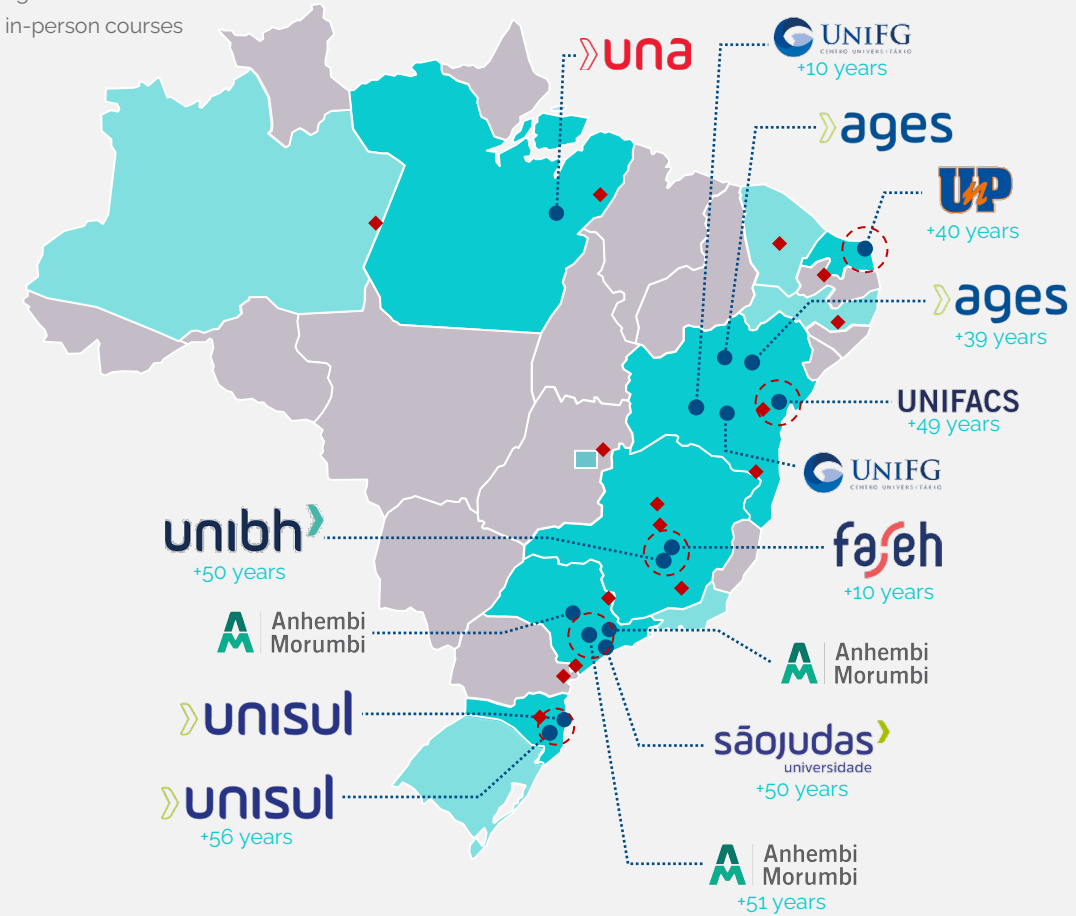 in-person courses
una
UNIFG
CENTRO UNIVERSITÁRIO
+10 years
ages
UnP
+40 years
ages
+39 years
UNIFACS
+49 years
UNIFG
CENTRO UNIVERSITÁRIO
unibh
+50 years
faseh
+10 years
Anhembi
Morumbi
Anhembi
Morumbi
unisul
sãojudas
universidade
+50 years
unisul
+56 years
Anhembi
Morumbi
+51 years